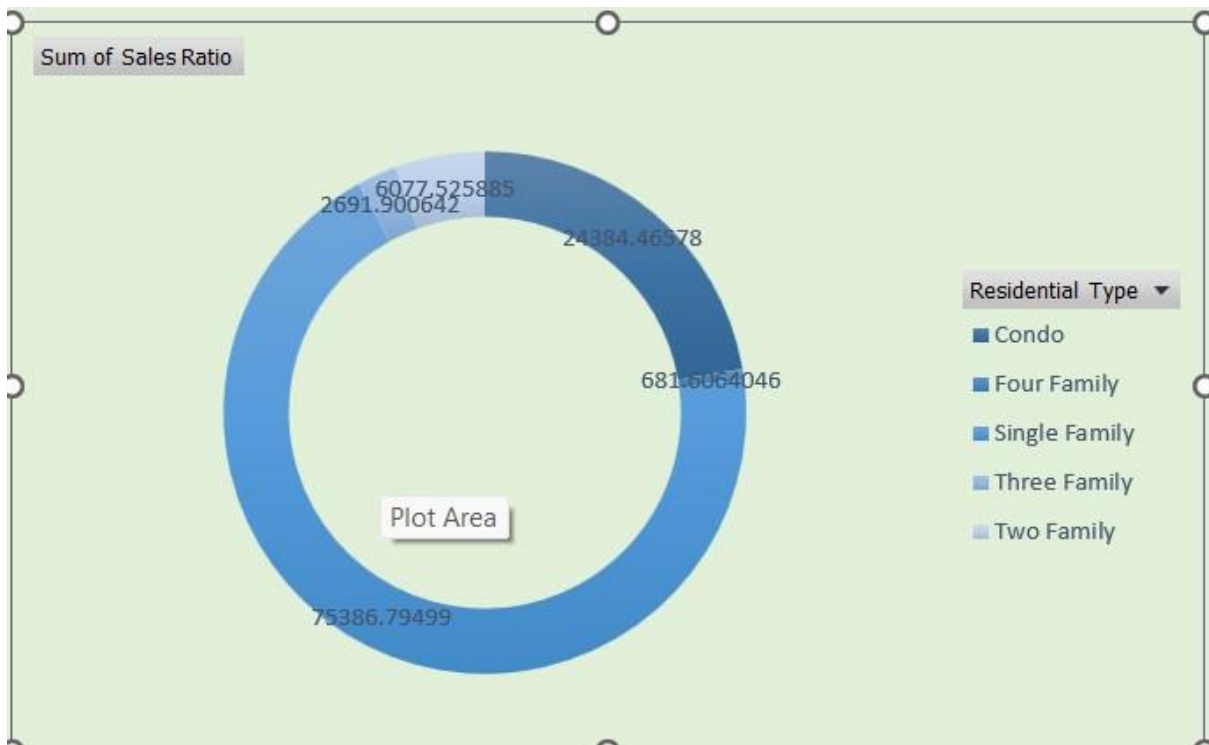 Sum of Sales Ratio
6077.525885
2691.900642
24384.46578
681.6064046
75386.79499
Plot Area
Residential Type
Condo
Four Family
Single Family
Three Family
Two Family